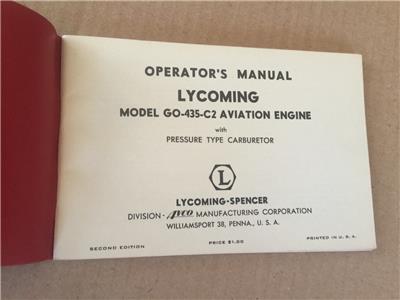 OPERATOR'S MANUAL
LYCOMING
MODEL GO-435-C2 AVIATION ENGINE
with
PRESSURE TYPE CARBURETOR
L
LYCOMING-SPENCER
DIVISION - AVCO MANUFACTURING CORPORATION
WILLIAMSPORT 38, PENNA., U. S. A.
SECOND EDITION PRICE $1.00 PRINTED IN U. S. A.